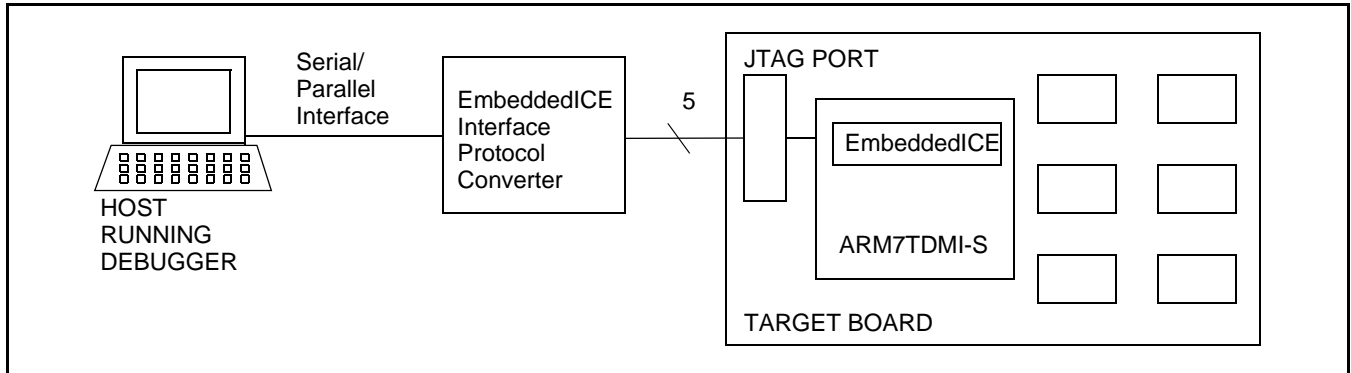 Serial/
Parallel
Interface
HOST
RUNNING
DEBUGGER
EmbeddedICE
Interface
Protocol
Converter
5
JTAG PORT
EmbeddedICE
ARM7TDMI-S
TARGET BOARD